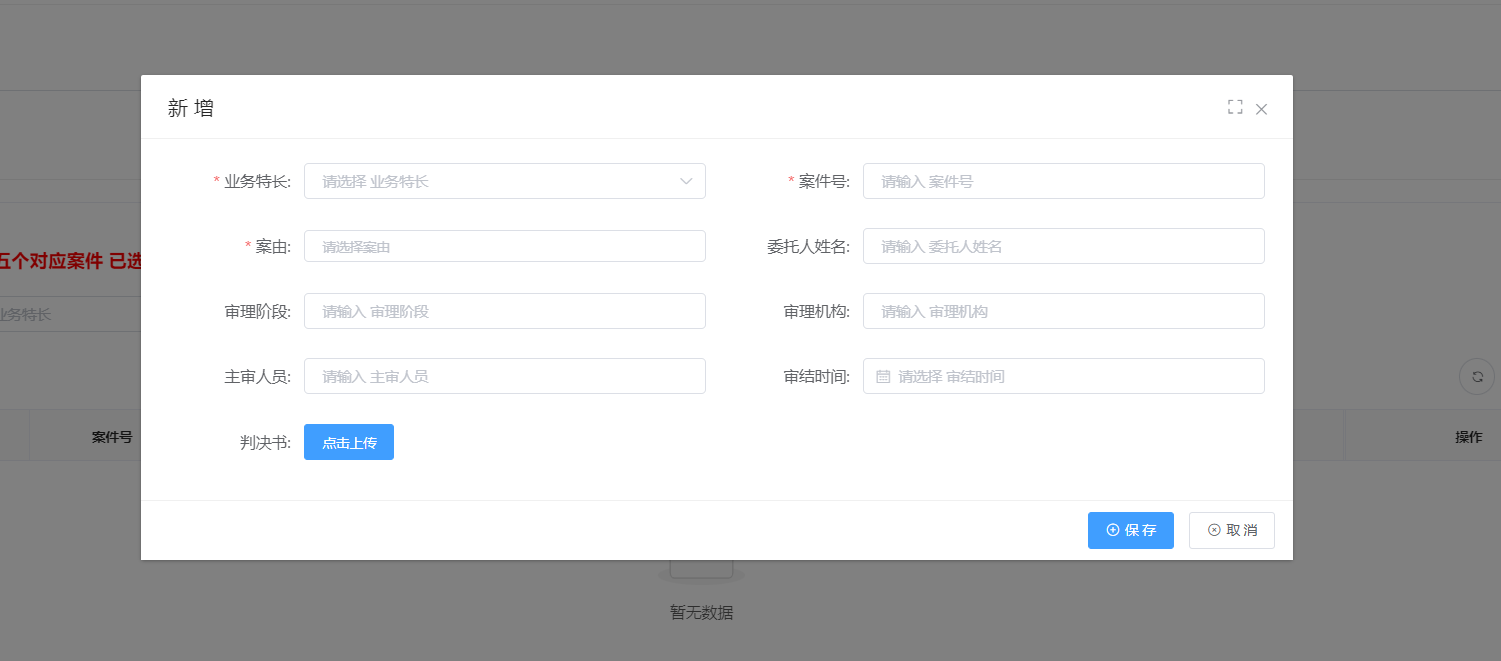 新 增
* 业务特长: 请选择 业务特长
* 案件号: 请输入 案件号
* 案由: 请选择案由
委托人姓名: 请输入 委托人姓名
五个对应案件 已选
审理阶段: 请输入 审理阶段
审理机构: 请输入 审理机构
业务特长
主审人员: 请输入 主审人员
审结时间: 请选择 审结时间
案件号
操作
判决书: 点击上传
保 存
取 消
暂无数据